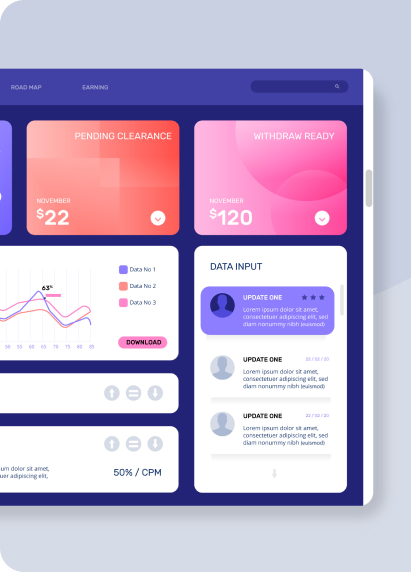 ROAD MAP
EARNING
PENDING CLEARANCE
NOVEMBER
$22
WITHDRAW READY
NOVEMBER
$120
63%
Data No 1
Data No 2
Data No 3
50 55 60 65 70 75 80 85
DOWNLOAD
50% / CPM
DATA INPUT
UPDATE ONE
Lorem ipsum dolor sit amet,
consectetuer adipiscing elit, sed
diam nonummy nibh (euismod)
UPDATE ONE 02 / 02 / 20
Lorem ipsum dolor sit amet,
consectetuer adipiscing elit, sed
diam nonummy nibh (euismod)
UPDATE ONE 02 / 02 / 20
Lorem ipsum dolor sit amet,
consectetuer adipiscing elit, sed
diam nonummy nibh (euismod)
dolor sit amet,
adipiscing elit,